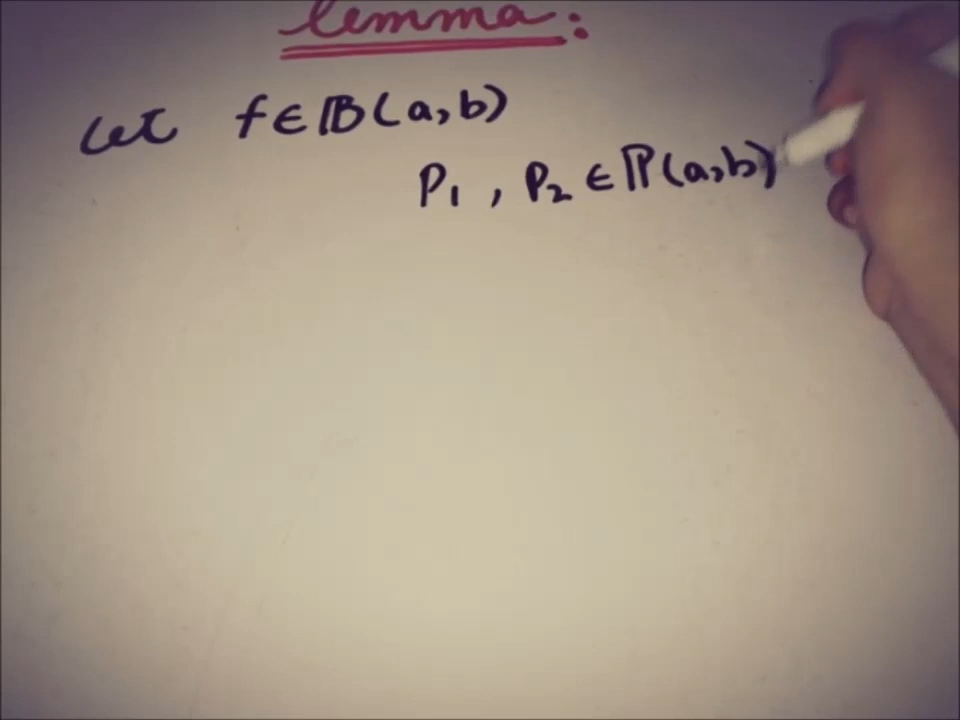 lemma:
Let f∈𝔹(a,b)
P₁, P₂ ∈ ℙ(a,b)